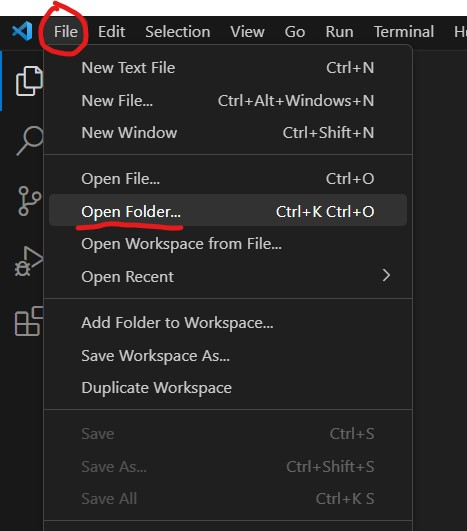 File Edit Selection View Go Run Terminal
New Text File Ctrl+N
New File... Ctrl+Alt+Windows+N
New Window Ctrl+Shift+N
Open File... Ctrl+O
Open Folder... Ctrl+K Ctrl+O
Open Workspace from File...
Open Recent
Add Folder to Workspace...
Save Workspace As...
Duplicate Workspace
Save Ctrl+S
Save As... Ctrl+Shift+S
Save All Ctrl+K S